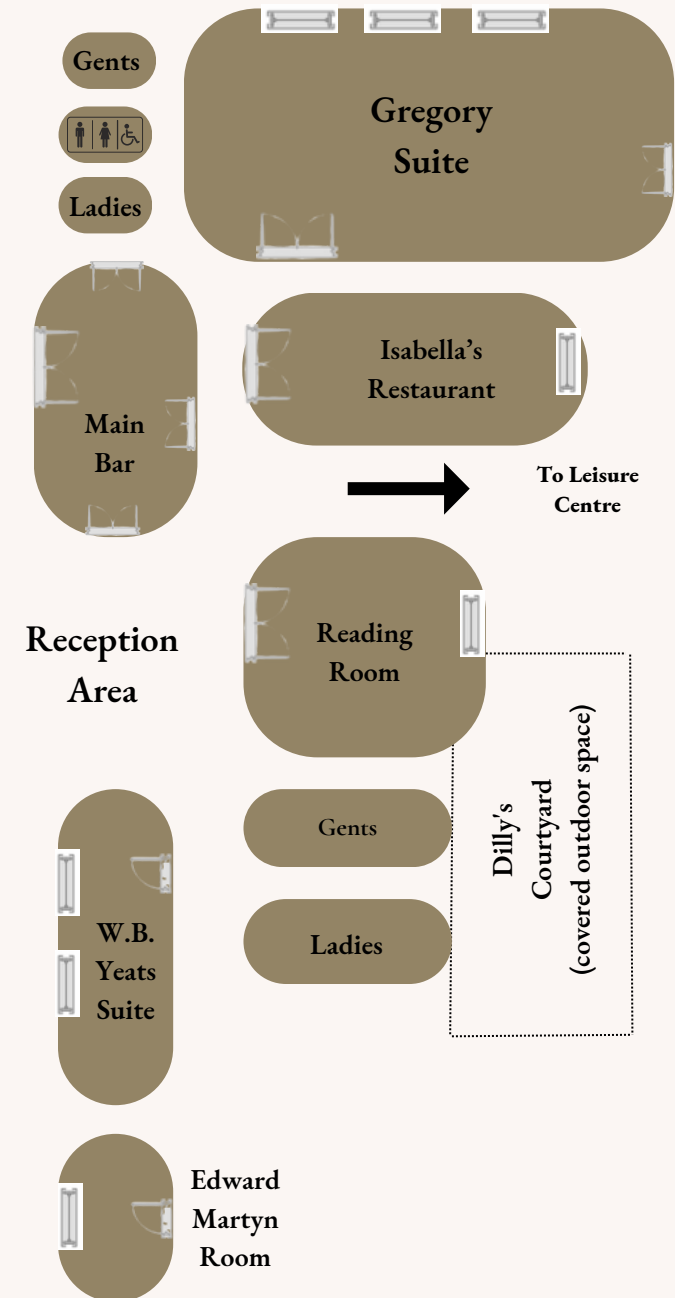 Gents
Gregory
Suite
Ladies
Isabella’s
Restaurant
Main
Bar
To Leisure
Centre
Reading
Room
Reception
Area
Dilly's
Courtyard
(covered outdoor space)
Gents
Ladies
W.B.
Yeats
Suite
Edward
Martyn
Room